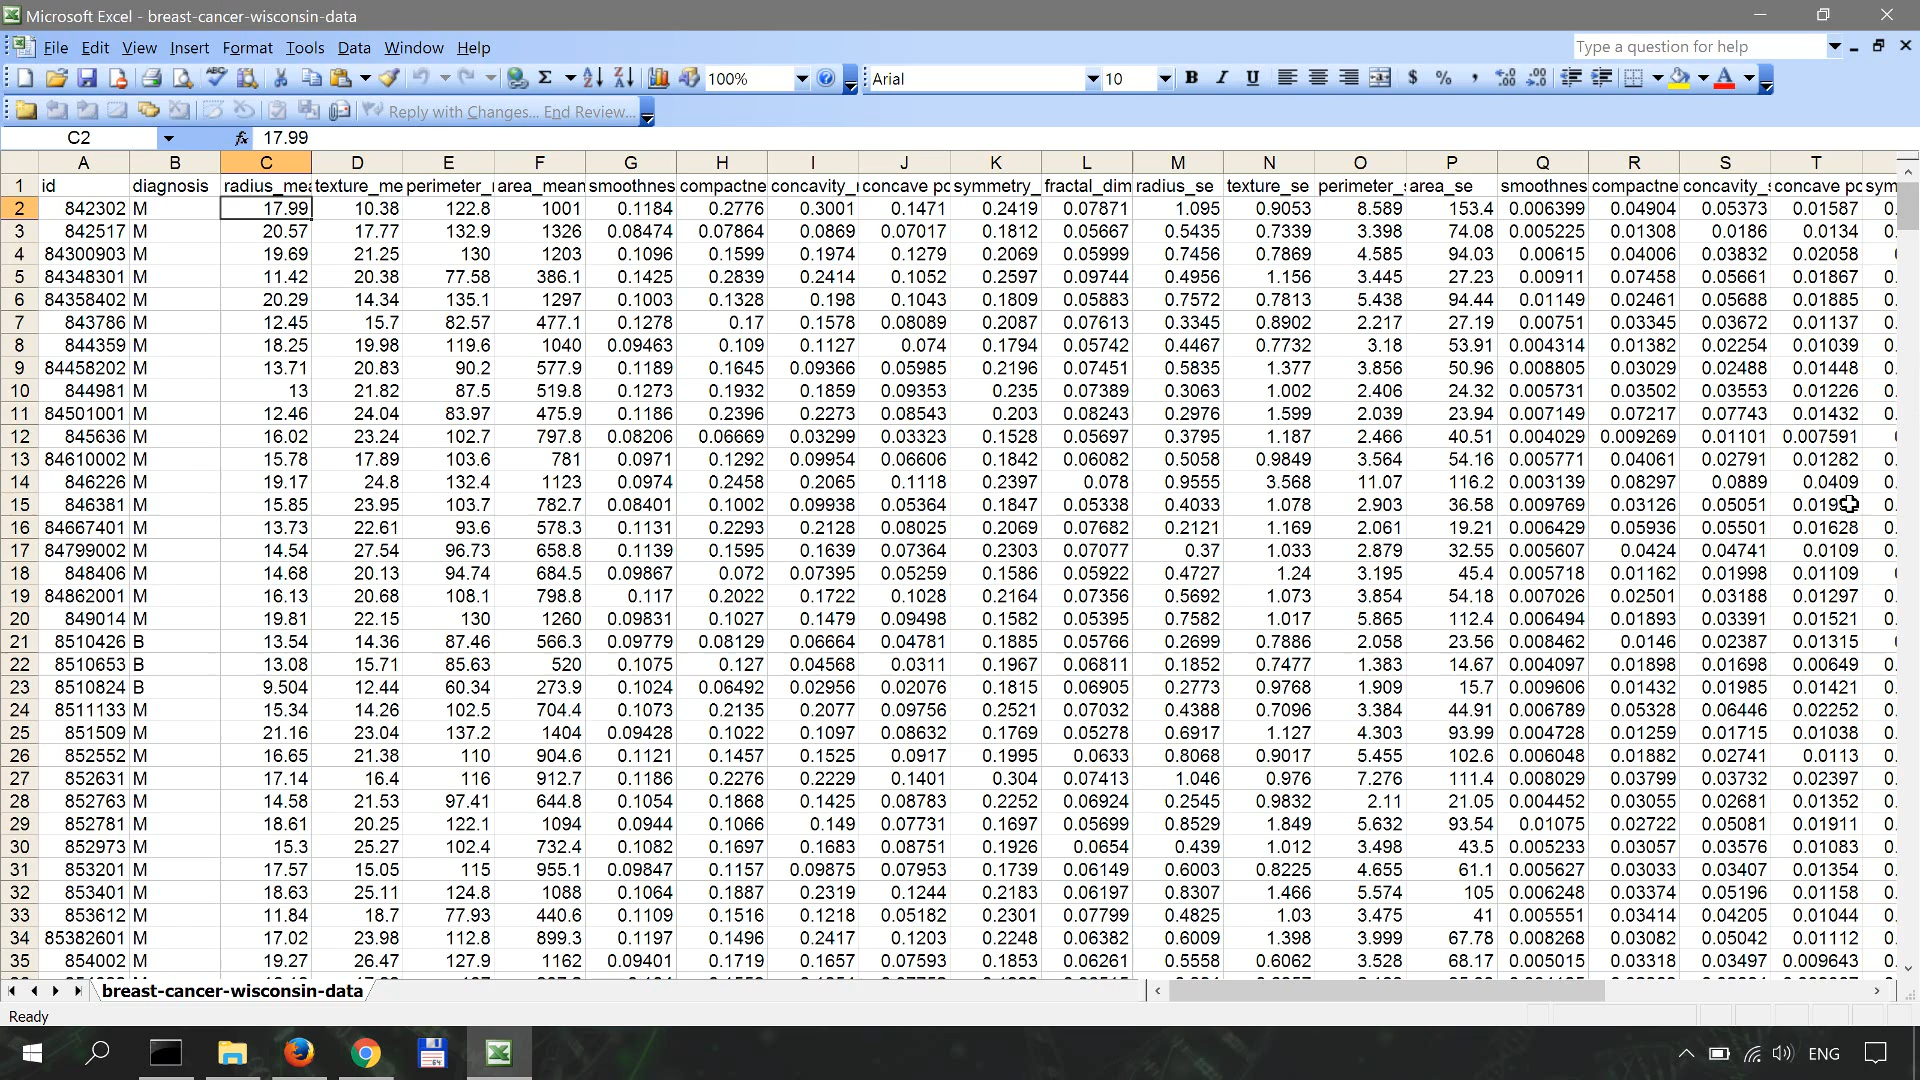 Microsoft Excel - breast-cancer-wisconsin-data
File Edit View Insert Format Tools Data Window Help Type a question for help
100% Arial 10 B I U $ % ,
Reply with Changes... End Review...
C2 fx 17.99
A B C D E F G H I J K L M N O P Q R S T
1 id diagnosis radius_mea texture_me perimeter_ area_mean smoothnes compactne concavity_ concave po symmetry_ fractal_dim radius_se texture_se perimeter_ area_se smoothnes compactne concavity_ concave po sym
2 842302 M 17.99 10.38 122.8 1001 0.1184 0.2776 0.3001 0.1471 0.2419 0.07871 1.095 0.9053 8.589 153.4 0.006399 0.04904 0.05373 0.01587 0.
3 842517 M 20.57 17.77 132.9 1326 0.08474 0.07864 0.0869 0.07017 0.1812 0.05667 0.5435 0.7339 3.398 74.08 0.005225 0.01308 0.0186 0.0134 0.
4 84300903 M 19.69 21.25 130 1203 0.1096 0.1599 0.1974 0.1279 0.2069 0.05999 0.7456 0.7869 4.585 94.03 0.00615 0.04006 0.03832 0.02058
5 84348301 M 11.42 20.38 77.58 386.1 0.1425 0.2839 0.2414 0.1052 0.2597 0.09744 0.4956 1.156 3.445 27.23 0.00911 0.07458 0.05661 0.01867 0.
6 84358402 M 20.29 14.34 135.1 1297 0.1003 0.1328 0.198 0.1043 0.1809 0.05883 0.7572 0.7813 5.438 94.44 0.01149 0.02461 0.05688 0.01885 0.
7 843786 M 12.45 15.7 82.57 477.1 0.1278 0.17 0.1578 0.08089 0.2087 0.07613 0.3345 0.8902 2.217 27.19 0.00751 0.03345 0.03672 0.01137 0.
8 844359 M 18.25 19.98 119.6 1040 0.09463 0.109 0.1127 0.074 0.1794 0.05742 0.4467 0.7732 3.18 53.91 0.004314 0.01382 0.02254 0.01039 0.
9 84458202 M 13.71 20.83 90.2 577.9 0.1189 0.1645 0.09366 0.05985 0.2196 0.07451 0.5835 1.377 3.856 50.96 0.008805 0.03029 0.02488 0.01448 0.
10 844981 M 13 21.82 87.5 519.8 0.1273 0.1932 0.1859 0.09353 0.235 0.07389 0.3063 1.002 2.406 24.32 0.005731 0.03502 0.03553 0.01226 0.
11 84501001 M 12.46 24.04 83.97 475.9 0.1186 0.2396 0.2273 0.08543 0.203 0.08243 0.2976 1.599 2.039 23.94 0.007149 0.07217 0.07743 0.01432 0.
12 845636 M 16.02 23.24 102.7 797.8 0.08206 0.06669 0.03299 0.03323 0.1528 0.05697 0.3795 1.187 2.466 40.51 0.004029 0.009269 0.01101 0.007591
13 84610002 M 15.78 17.89 103.6 781 0.0971 0.1292 0.09954 0.06606 0.1842 0.06082 0.5058 0.9849 3.564 54.16 0.005771 0.04061 0.02791 0.01282 0.
14 846226 M 19.17 24.8 132.4 1123 0.0974 0.2458 0.2065 0.1118 0.2397 0.078 0.9555 3.568 11.07 116.2 0.003139 0.08297 0.0889 0.0409 0.
15 846381 M 15.85 23.95 103.7 782.7 0.08401 0.1002 0.09938 0.05364 0.1847 0.05338 0.4033 1.078 2.903 36.58 0.009769 0.03126 0.05051 0.019 0.
16 84667401 M 13.73 22.61 93.6 578.3 0.1131 0.2293 0.2128 0.08025 0.2069 0.07682 0.2121 1.169 2.061 19.21 0.006429 0.05936 0.05501 0.01628 0.
17 84799002 M 14.54 27.54 96.73 658.8 0.1139 0.1595 0.1639 0.07364 0.2303 0.07077 0.37 1.033 2.879 32.55 0.005607 0.0424 0.04741 0.0109 0.
18 848406 M 14.68 20.13 94.74 684.5 0.09867 0.072 0.07395 0.05259 0.1586 0.05922 0.4727 1.24 3.195 45.4 0.005718 0.01162 0.01998 0.01109
19 84862001 M 16.13 20.68 108.1 798.8 0.117 0.2022 0.1722 0.1028 0.2164 0.07356 0.5692 1.073 3.854 54.18 0.007026 0.02501 0.03188 0.01297 0.
20 849014 M 19.81 22.15 130 1260 0.09831 0.1027 0.1479 0.09498 0.1582 0.05395 0.7582 1.017 5.865 112.4 0.006494 0.01893 0.03391 0.01521 0.
21 8510426 B 13.54 14.36 87.46 566.3 0.09779 0.08129 0.06664 0.04781 0.1885 0.05766 0.2699 0.7886 2.058 23.56 0.008462 0.0146 0.02387 0.01315
22 8510653 B 13.08 15.71 85.63 520 0.1075 0.127 0.04568 0.0311 0.1967 0.06811 0.1852 0.7477 1.383 14.67 0.004097 0.01898 0.01698 0.00649 0.
23 8510824 B 9.504 12.44 60.34 273.9 0.1024 0.06492 0.02956 0.02076 0.1815 0.06905 0.2773 0.9768 1.909 15.7 0.009606 0.01432 0.01985 0.01421 0.
24 8511133 M 15.34 14.26 102.5 704.4 0.1073 0.2135 0.2077 0.09756 0.2521 0.07032 0.4388 0.7096 3.384 44.91 0.006789 0.05328 0.06446 0.02252 0.
25 851509 M 21.16 23.04 137.2 1404 0.09428 0.1022 0.1097 0.08632 0.1769 0.05278 0.6917 1.127 4.303 93.99 0.004728 0.01259 0.01715 0.01038 0.
26 852552 M 16.65 21.38 110 904.6 0.1121 0.1457 0.1525 0.0917 0.1995 0.0633 0.8068 0.9017 5.455 102.6 0.006048 0.01882 0.02741 0.0113 0.
27 852631 M 17.14 16.4 116 912.7 0.1186 0.2276 0.2229 0.1401 0.304 0.07413 1.046 0.976 7.276 111.4 0.008029 0.03799 0.03732 0.02397 0.
28 852763 M 14.58 21.53 97.41 644.8 0.1054 0.1868 0.1425 0.08783 0.2252 0.06924 0.2545 0.9832 2.11 21.05 0.004452 0.03055 0.02681 0.01352 0.
29 852781 M 18.61 20.25 122.1 1094 0.0944 0.1066 0.149 0.07731 0.1697 0.05699 0.8529 1.849 5.632 93.54 0.01075 0.02722 0.05081 0.01911 0.
30 852973 M 15.3 25.27 102.4 732.4 0.1082 0.1697 0.1683 0.08751 0.1926 0.0654 0.439 1.012 3.498 43.5 0.005233 0.03057 0.03576 0.01083 0.
31 853201 M 17.57 15.05 115 955.1 0.09847 0.1157 0.09875 0.07953 0.1739 0.06149 0.6003 0.8225 4.655 61.1 0.005627 0.03033 0.03407 0.01354 0.
32 853401 M 18.63 25.11 124.8 1088 0.1064 0.1887 0.2319 0.1244 0.2183 0.06197 0.8307 1.466 5.574 105 0.006248 0.03374 0.05196 0.01158 0.
33 853612 M 11.84 18.7 77.93 440.6 0.1109 0.1516 0.1218 0.05182 0.2301 0.07799 0.4825 1.03 3.475 41 0.005551 0.03414 0.04205 0.01044 0.
34 85382601 M 17.02 23.98 112.8 899.3 0.1197 0.1496 0.2417 0.1203 0.2248 0.06382 0.6009 1.398 3.999 67.78 0.008268 0.03082 0.05042 0.01112 0.
35 854002 M 19.27 26.47 127.9 1162 0.09401 0.1719 0.1657 0.07593 0.1853 0.06261 0.5558 0.6062 3.528 68.17 0.005015 0.03318 0.03497 0.009643 0.
breast-cancer-wisconsin-data
Ready
64
ENG